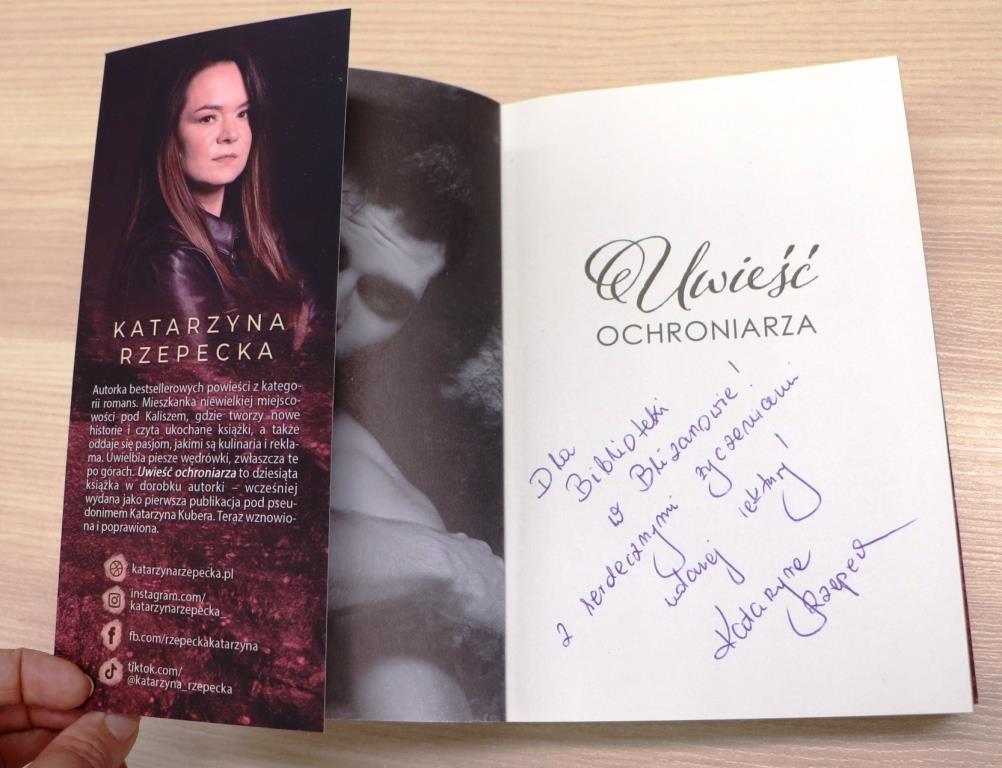 KATARZYNA
RZEPECKA
Autorka bestsellerowych powieści z katego-
rii romans. Mieszkanka niewielkiej miejsco-
wości pod Kaliszem, gdzie tworzy nowe
historie i czyta ukochane książki, a także
oddaje się pasjom, jakimi są kulinaria i rekla-
ma. Uwielbia piesze wędrówki, zwłaszcza te
po górach. Uwieść ochroniarza to dziesiąta
książka w dorobku autorki – wcześniej
wydana jako pierwsza publikacja pod pseu-
donimem Katarzyna Kubera. Teraz wznowio-
na i poprawiona.
katarzynarzepecka.pl
instagram.com/
katarzynarzepecka_
fb.com/rzepeckakatarzyna
tiktok.com/
@katarzyna_rzepecka
Uwieść
OCHRONIARZA
Dla
Biblioteki
w Blizanowie!
z serdecznymi życzeniami
udanej lektury!
Katarzyna
Rzepecka